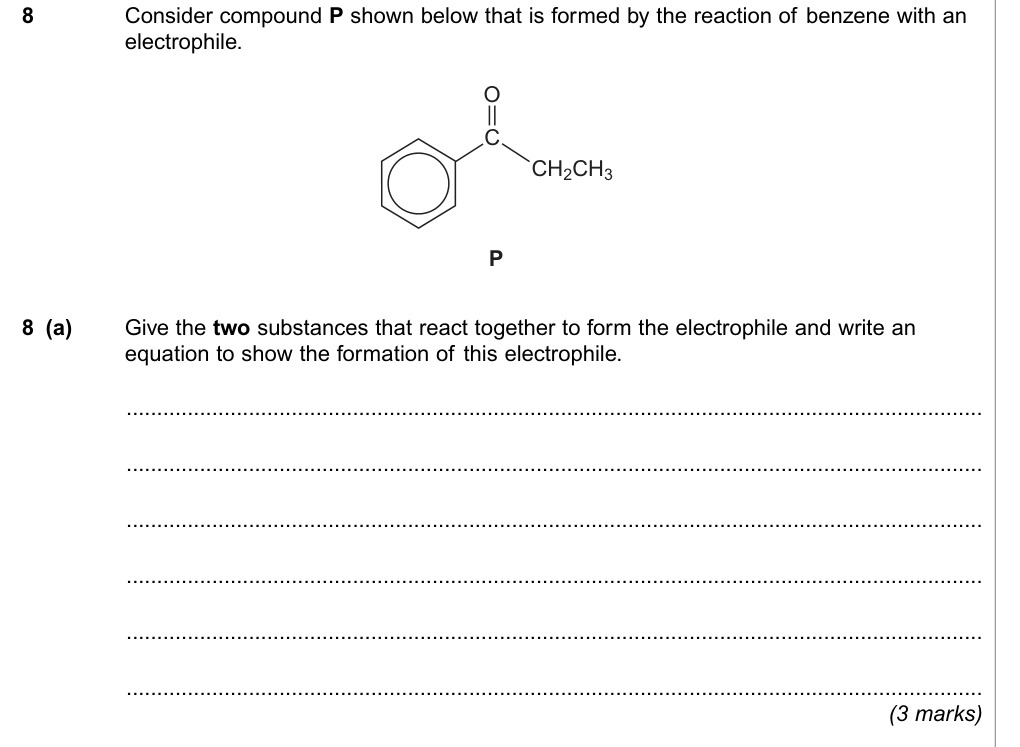 8 Consider compound P shown below that is formed by the reaction of benzene with an
electrophile.
O
C
CH₂CH₃
P
8 (a) Give the two substances that react together to form the electrophile and write an
equation to show the formation of this electrophile.
(3 marks)